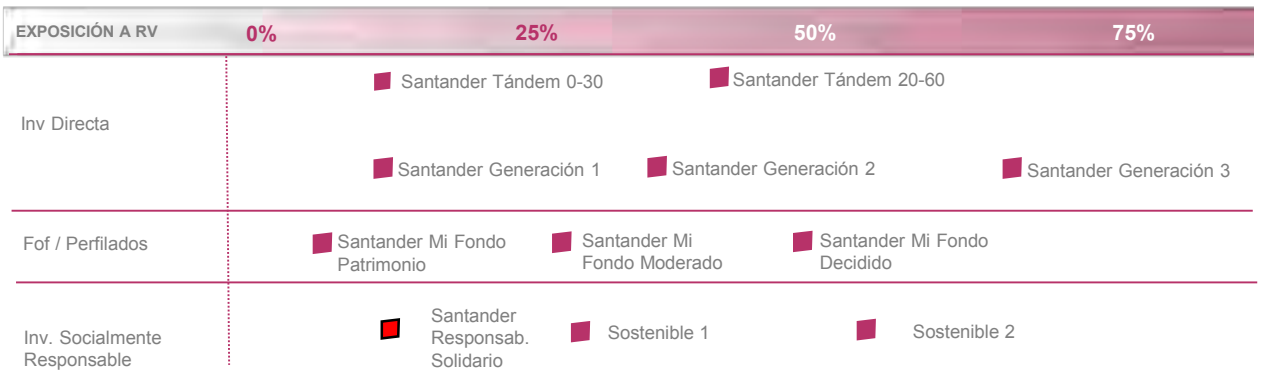 EXPOSICIÓN A RV 0% 25% 50% 75%
Santander Tándem 0-30 Santander Tándem 20-60
Inv Directa
Santander Generación 1 Santander Generación 2 Santander Generación 3
Fof / Perfilados
Santander Mi Fondo
Patrimonio
Santander Mi
Fondo Moderado
Santander Mi Fondo
Decidido
Inv. Socialmente
Responsable
Santander
Responsab.
Solidario
Sostenible 1
Sostenible 2